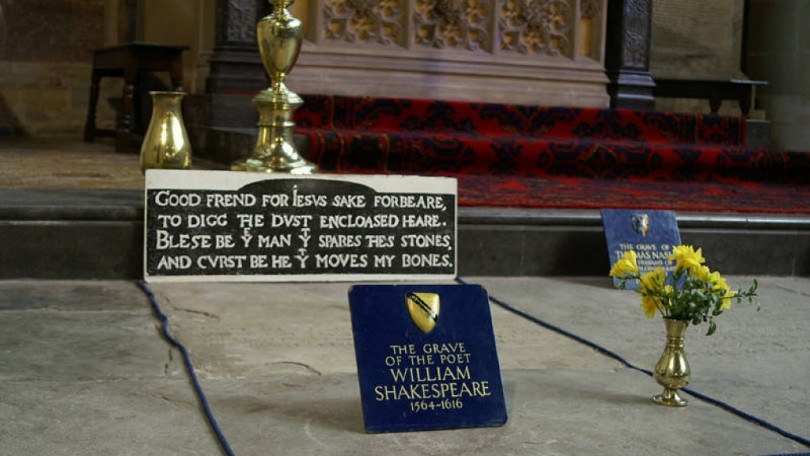 GOOD FREND FOR IESVS SAKE FORBEARE,
TO DIGG THE DVST ENCLOASED HEARE.
BLESE BE Yᴱ MAN Yᵀ SPARES THES STONES,
AND CVRST BE HE Yᵀ MOVES MY BONES.
THE GRAVE OF
THOMAS NAS
THE GRAVE
OF THE POET
WILLIAM
SHAKESPEARE
1564-1616